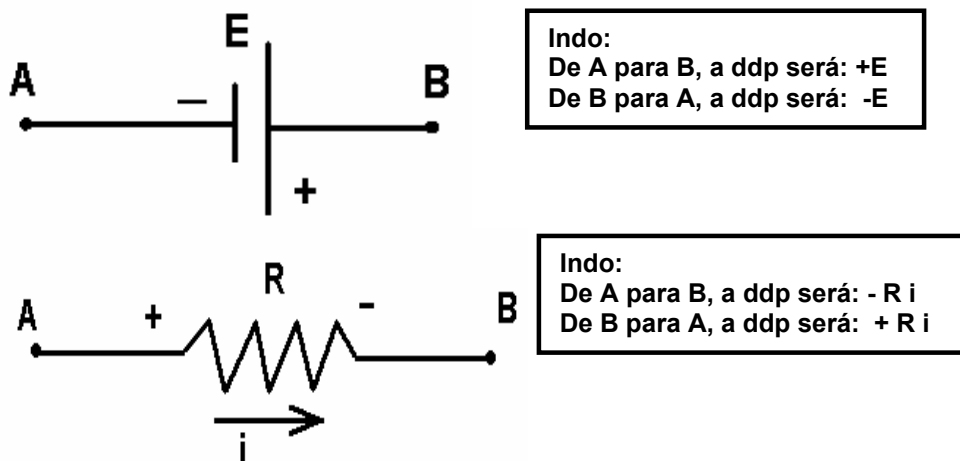 E
A
B
−
+
Indo:
De A para B, a ddp será: +E
De B para A, a ddp será: -E
R
A
+
-
B
i
Indo:
De A para B, a ddp será: - R i
De B para A, a ddp será: + R i